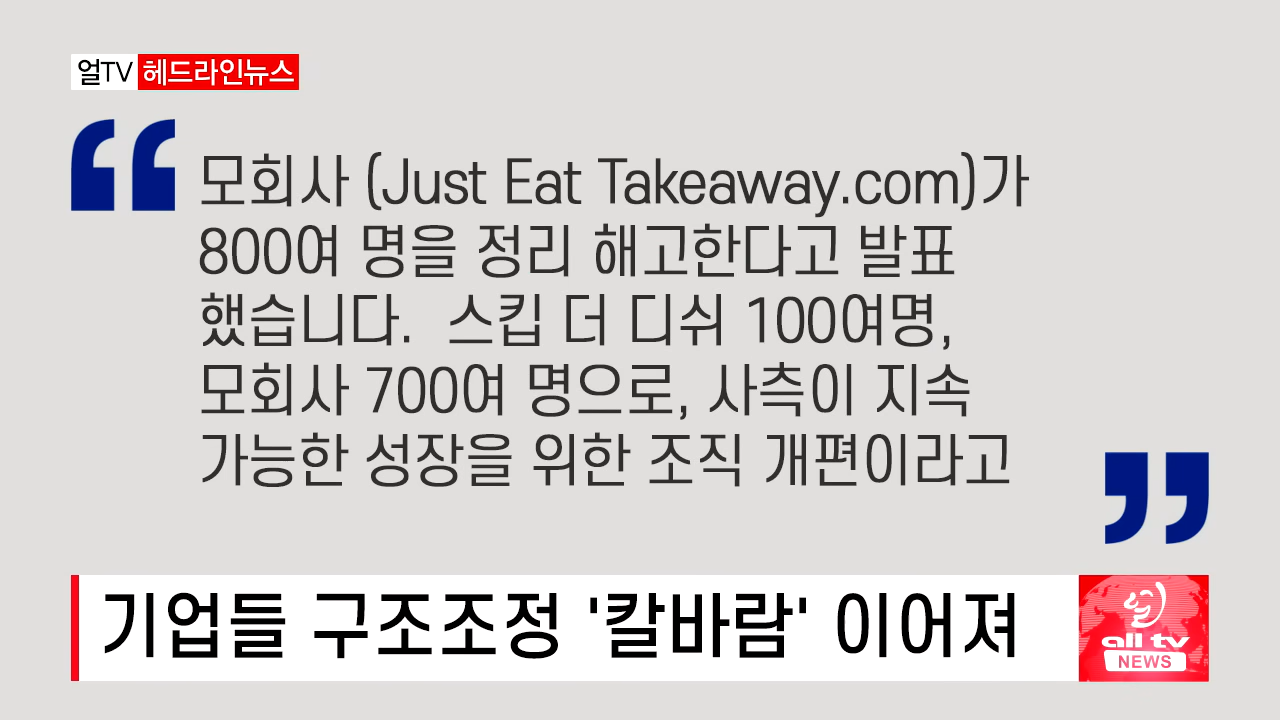 얼TV 헤드라인뉴스
“
모회사 (Just Eat Takeaway.com)가
800여 명을 정리 해고한다고 발표
했습니다. 스킵 더 디쉬 100여명,
모회사 700여 명으로, 사측이 지속
가능한 성장을 위한 조직 개편이라고
”
기업들 구조조정 '칼바람' 이어져
얼
all tv
NEWS